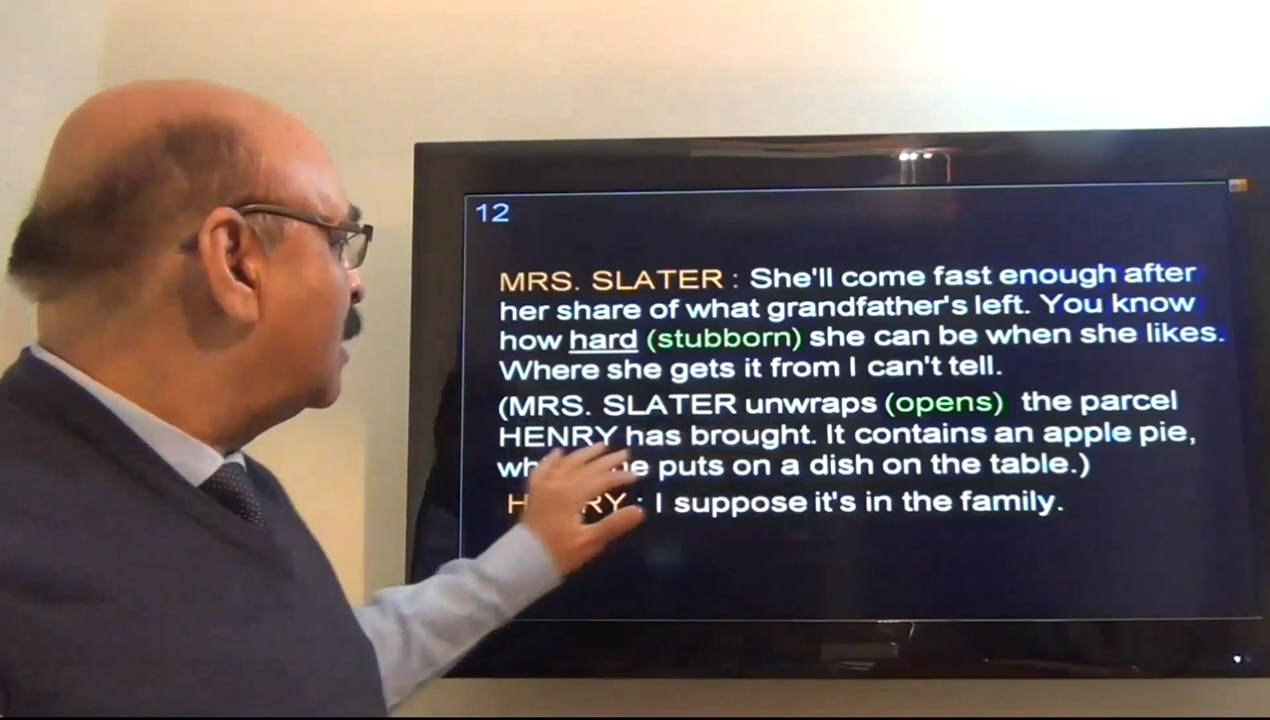 12
MRS. SLATER : She'll come fast enough after
her share of what grandfather's left. You know
how hard (stubborn) she can be when she likes.
Where she gets it from I can't tell.
(MRS. SLATER unwraps (opens) the parcel
HENRY has brought. It contains an apple pie,
puts on a dish on the table.)
: I suppose it's in the family.